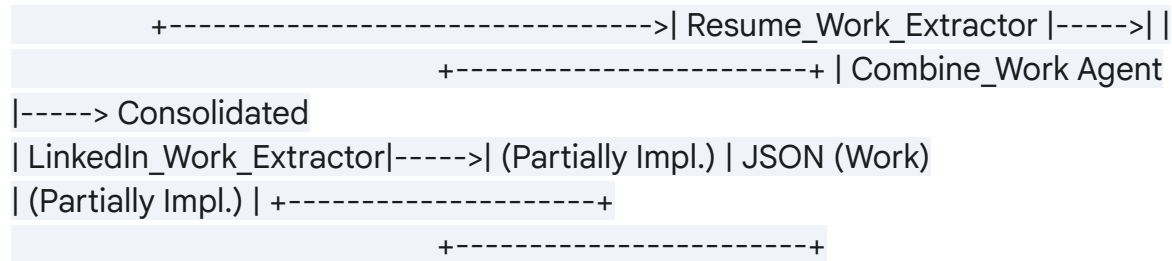 +--------------------------------->| Resume_Work_Extractor |----->| |
+------------------------+ | Combine_Work Agent
|-----> Consolidated
| LinkedIn_Work_Extractor|----->| (Partially Impl.) | JSON (Work)
| (Partially Impl.) | +---------------------+
+------------------------+